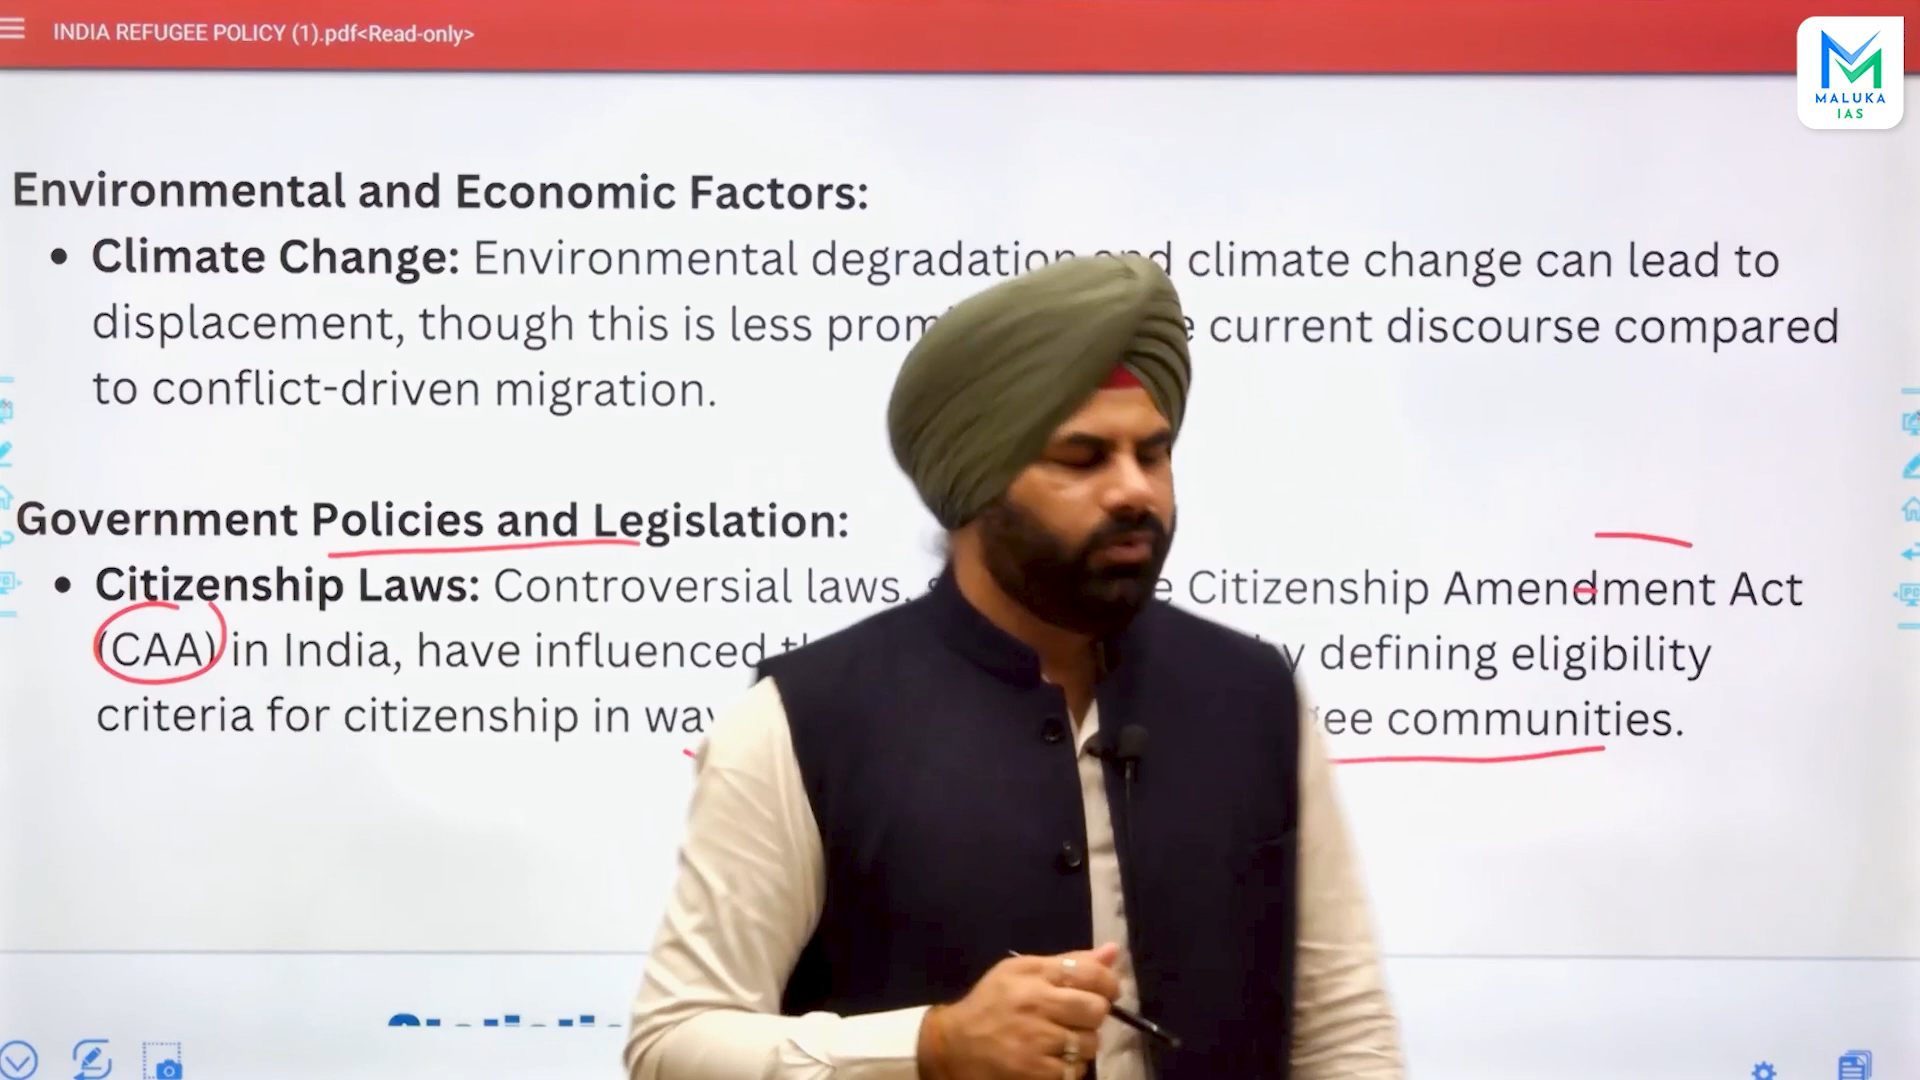 INDIA REFUGEE POLICY (1).pdf<Read-only>
MALUKA
IAS
Environmental and Economic Factors:
• Climate Change: Environmental degradation and climate change can lead to
displacement, though this is less current discourse compared
to conflict-driven migration.
Government Policies and Legislation:
• Citizenship Laws: Controversial laws, Citizenship Amendment Act
(CAA) in India, have influenced defining eligibility
criteria for citizenship in communities.